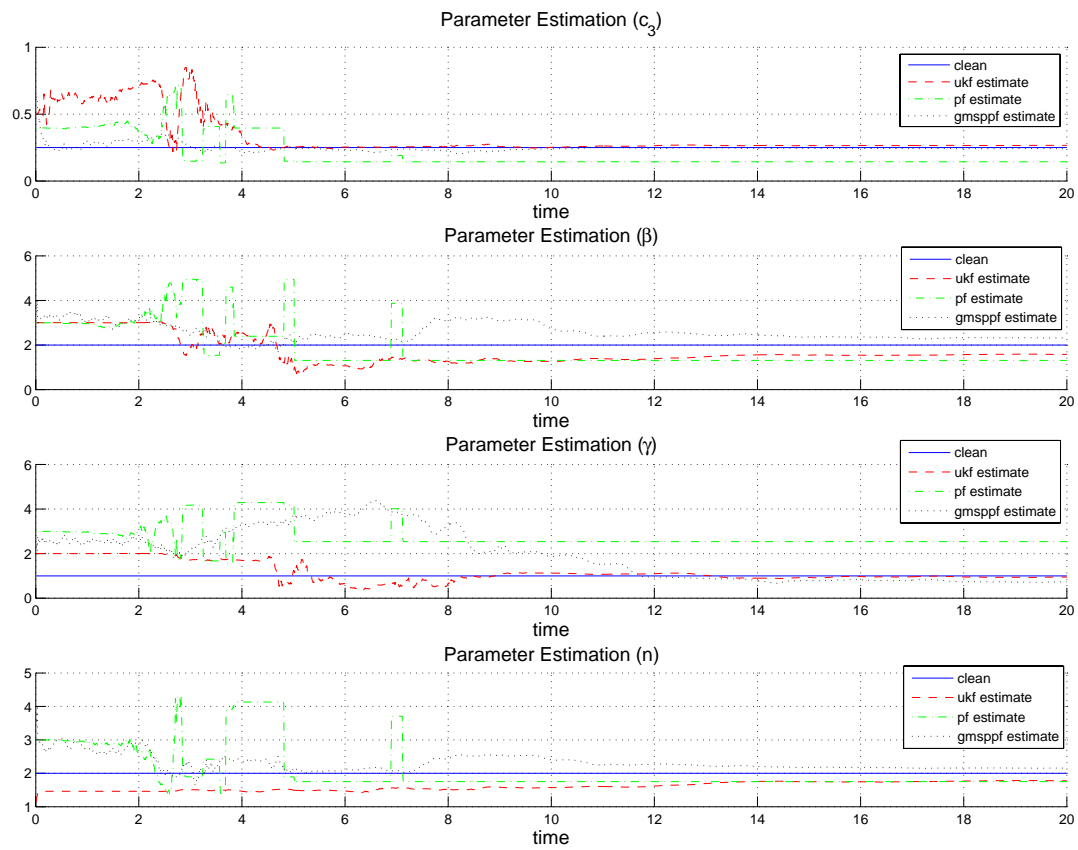 Parameter Estimation (c₃)
1
0.5
0
clean
ukf estimate
pf estimate
gmsppf estimate
0 2 4 6 8 10 12 14 16 18 20
time
Parameter Estimation (β)
6
4
2
0
clean
ukf estimate
pf estimate
gmsppf estimate
0 2 4 6 8 10 12 14 16 18 20
time
Parameter Estimation (γ)
6
4
2
0
clean
ukf estimate
pf estimate
gmsppf estimate
0 2 4 6 8 10 12 14 16 18 20
time
Parameter Estimation (n)
5
4
3
2
1
clean
ukf estimate
pf estimate
gmsppf estimate
0 2 4 6 8 10 12 14 16 18 20
time